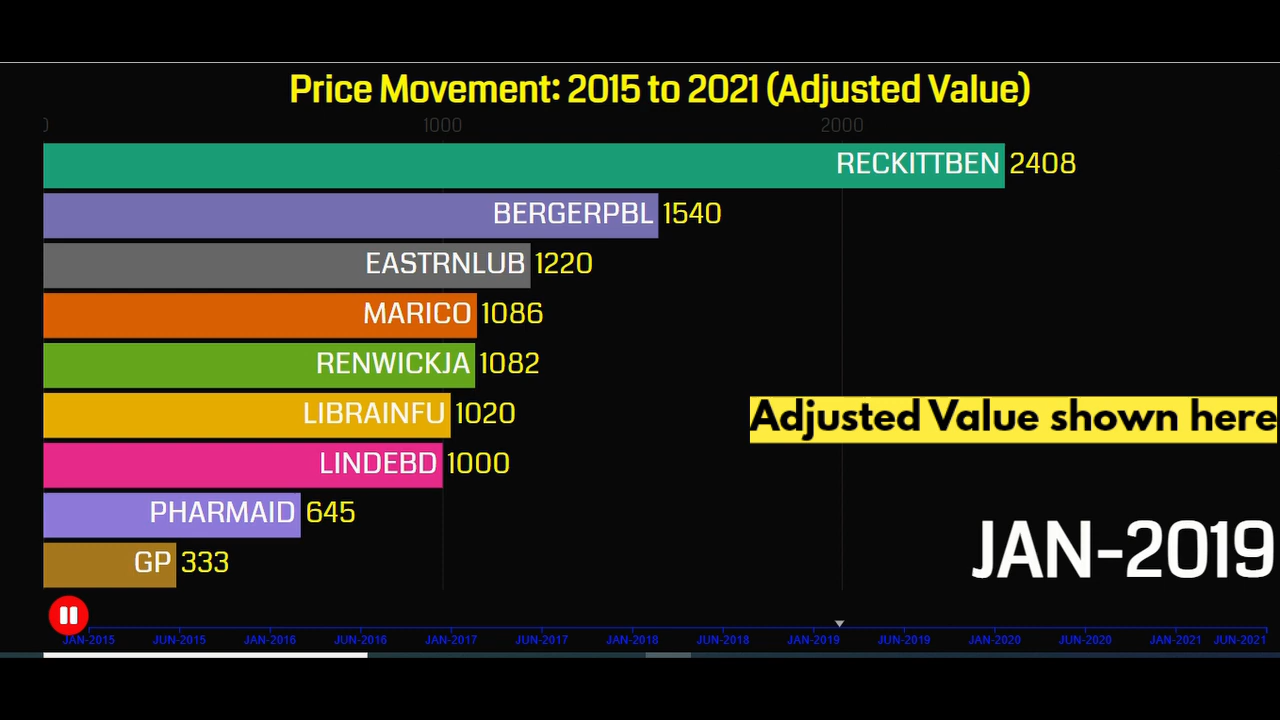 Price Movement: 2015 to 2021 (Adjusted Value)
0 1000 2000
RECKITTBEN 2408
BERGERPBL 1540
EASTRNLUB 1220
MARICO 1086
RENWICKJA 1082
LIBRAINFU 1020
Adjusted Value shown here
LINDEBD 1000
PHARMAID 645
JAN-2019
GP 333
JAN-2015 JUN-2015 JAN-2016 JUN-2016 JAN-2017 JUN-2017 JAN-2018 JUN-2018 JAN-2019 JUN-2019 JAN-2020 JUN-2020 JAN-2021 JUN-2021